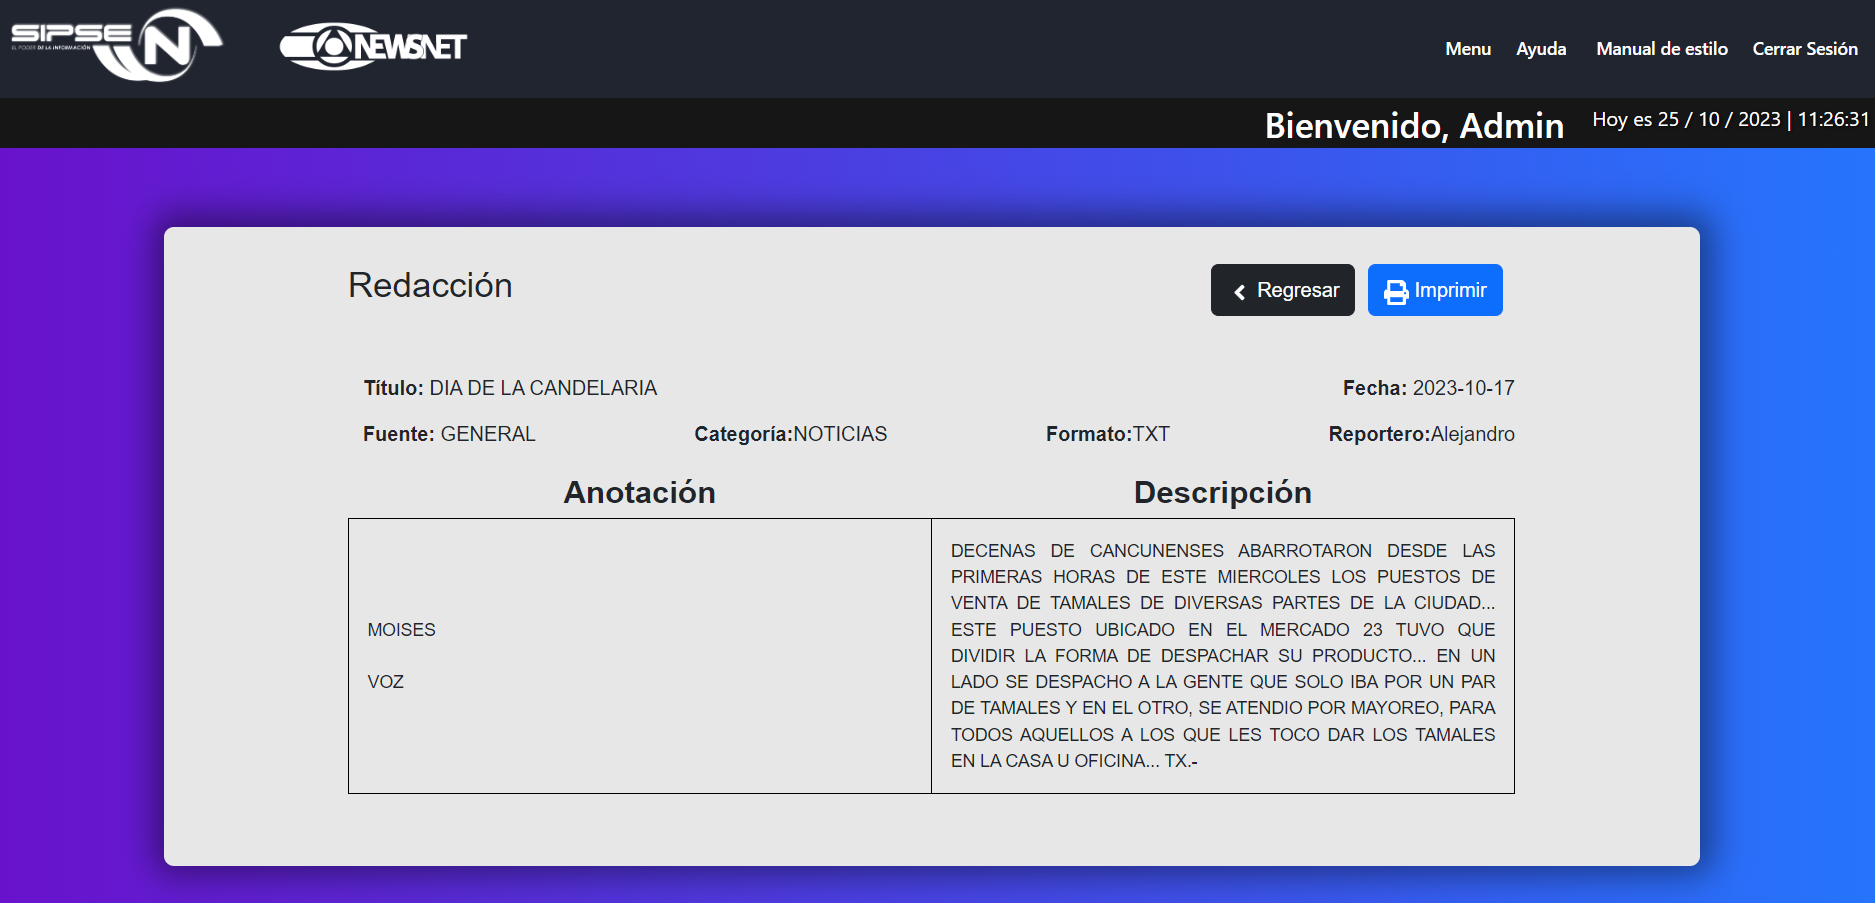 SIPSE N
EL PODER DE LA INFORMACIÓN
NEWSNET
Menu Ayuda Manual de estilo Cerrar Sesión
Bienvenido, Admin Hoy es 25 / 10 / 2023 | 11:26:31
Redacción
Regresar Imprimir
Título: DIA DE LA CANDELARIA Fecha: 2023-10-17
Fuente: GENERAL Categoría:NOTICIAS Formato:TXT Reportero:Alejandro
Anotación Descripción
MOISES
VOZ
DECENAS DE CANCUNENSES ABARROTARON DESDE LAS
PRIMERAS HORAS DE ESTE MIERCOLES LOS PUESTOS DE
VENTA DE TAMALES DE DIVERSAS PARTES DE LA CIUDAD...
ESTE PUESTO UBICADO EN EL MERCADO 23 TUVO QUE
DIVIDIR LA FORMA DE DESPACHAR SU PRODUCTO... EN UN
LADO SE DESPACHO A LA GENTE QUE SOLO IBA POR UN PAR
DE TAMALES Y EN EL OTRO, SE ATENDIO POR MAYOREO, PARA
TODOS AQUELLOS A LOS QUE LES TOCO DAR LOS TAMALES
EN LA CASA U OFICINA... TX.-